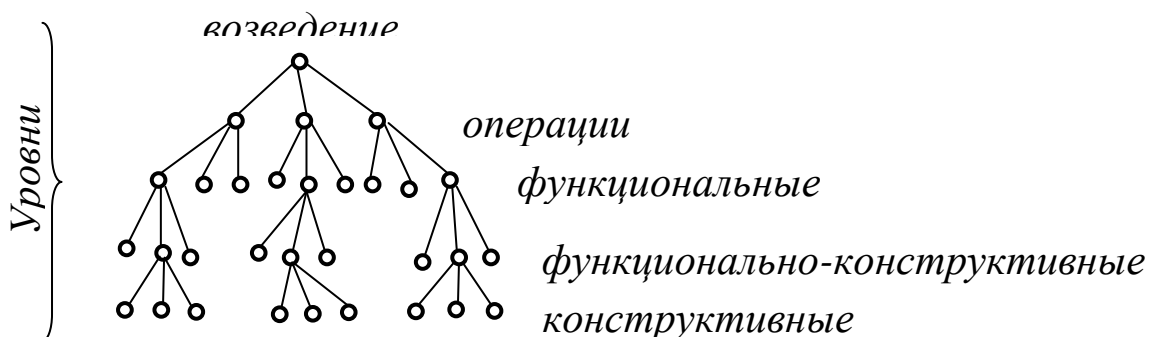 возведение
Уровни
операции
функциональные
функционально-конструктивные
конструктивные